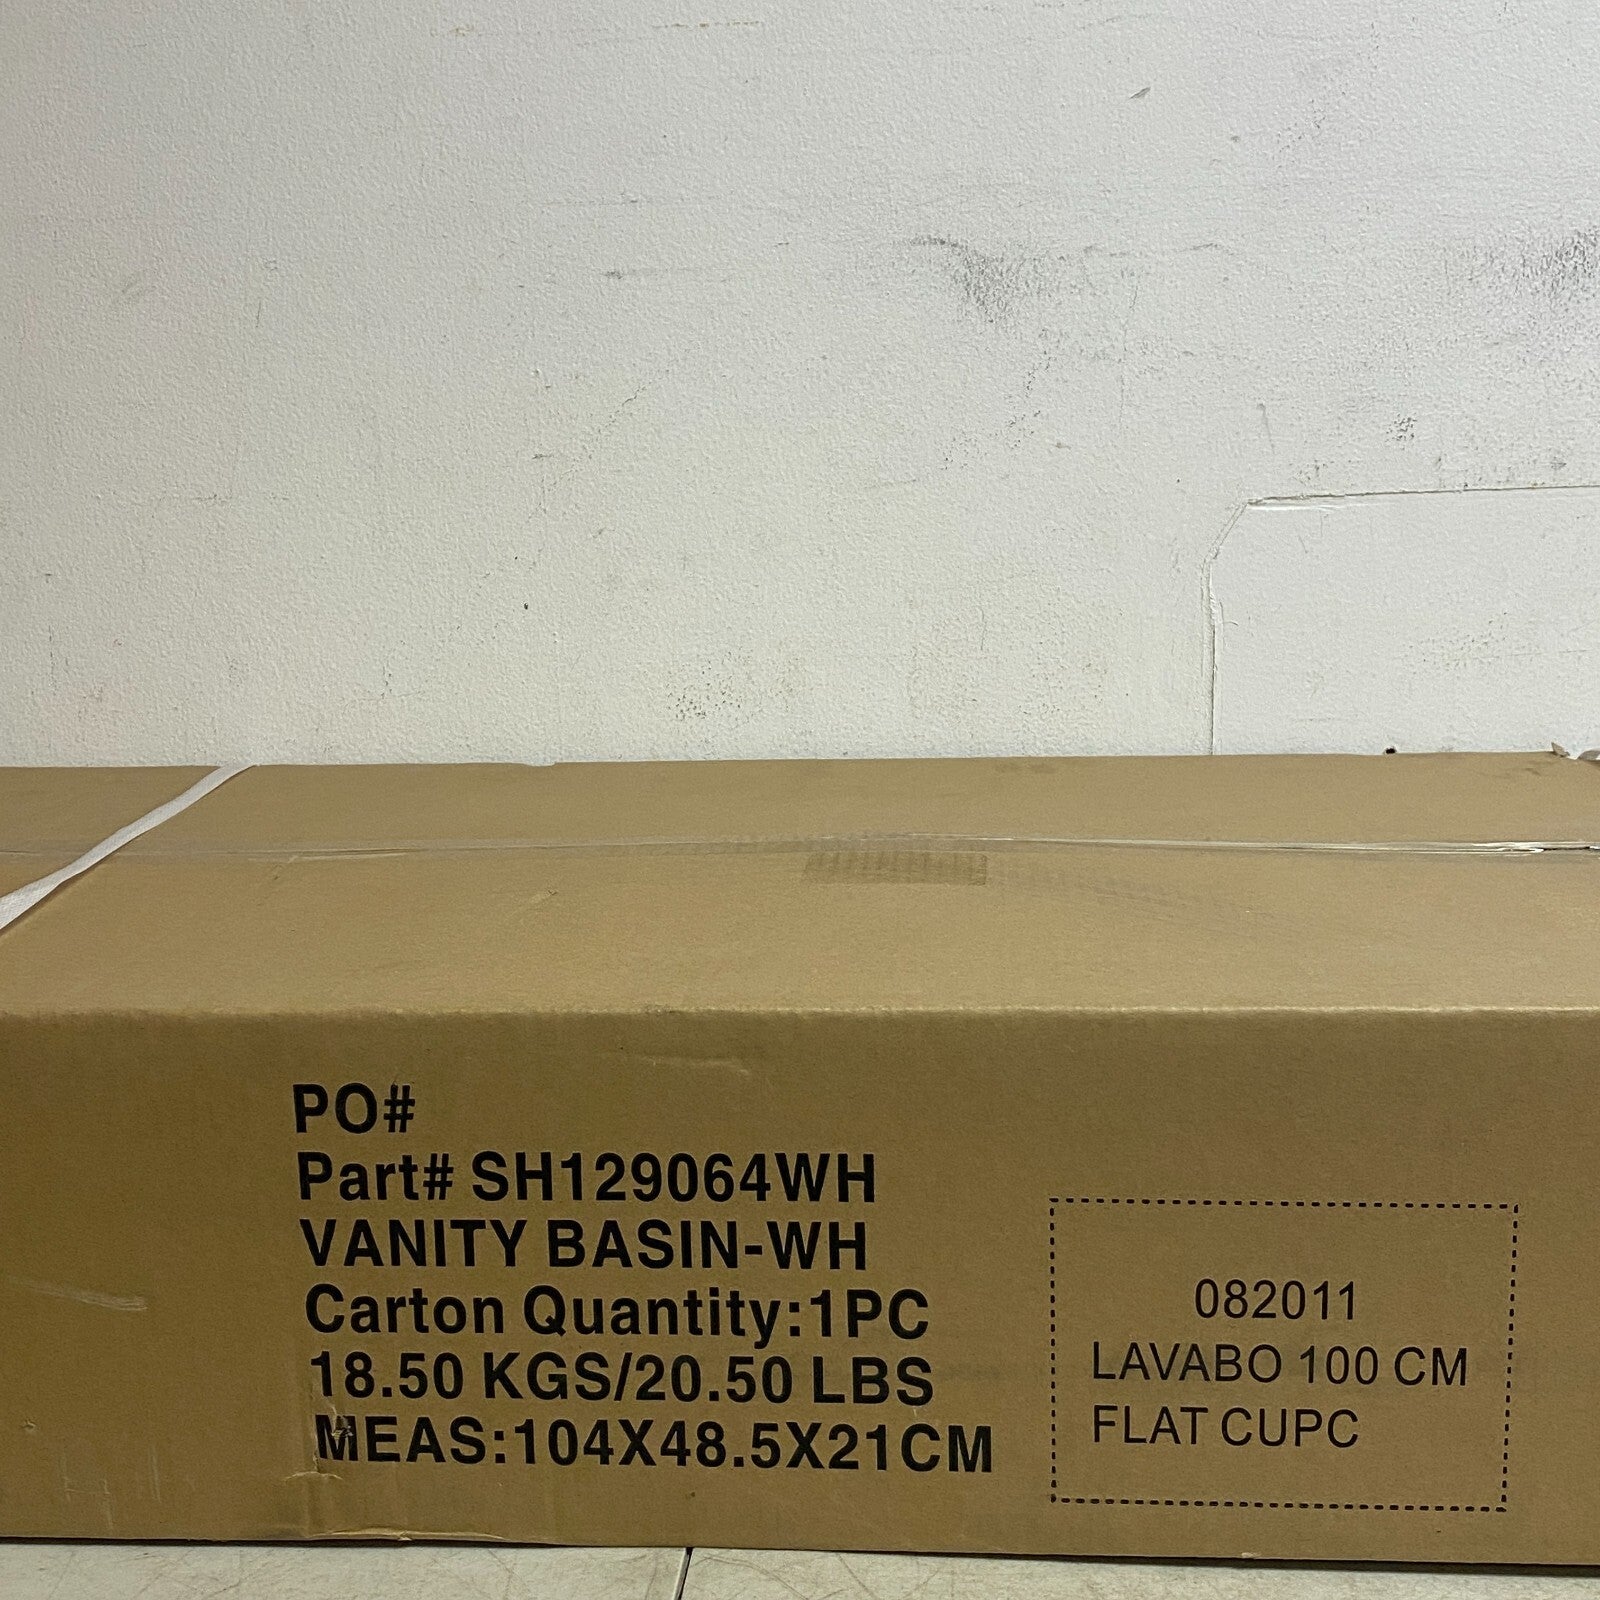 PO#
Part# SH129064WH
VANITY BASIN-WH
Carton Quantity:1PC
18.50 KGS/20.50 LBS
MEAS:104X48.5X21CM
082011
LAVABO 100 CM
FLAT CUPC